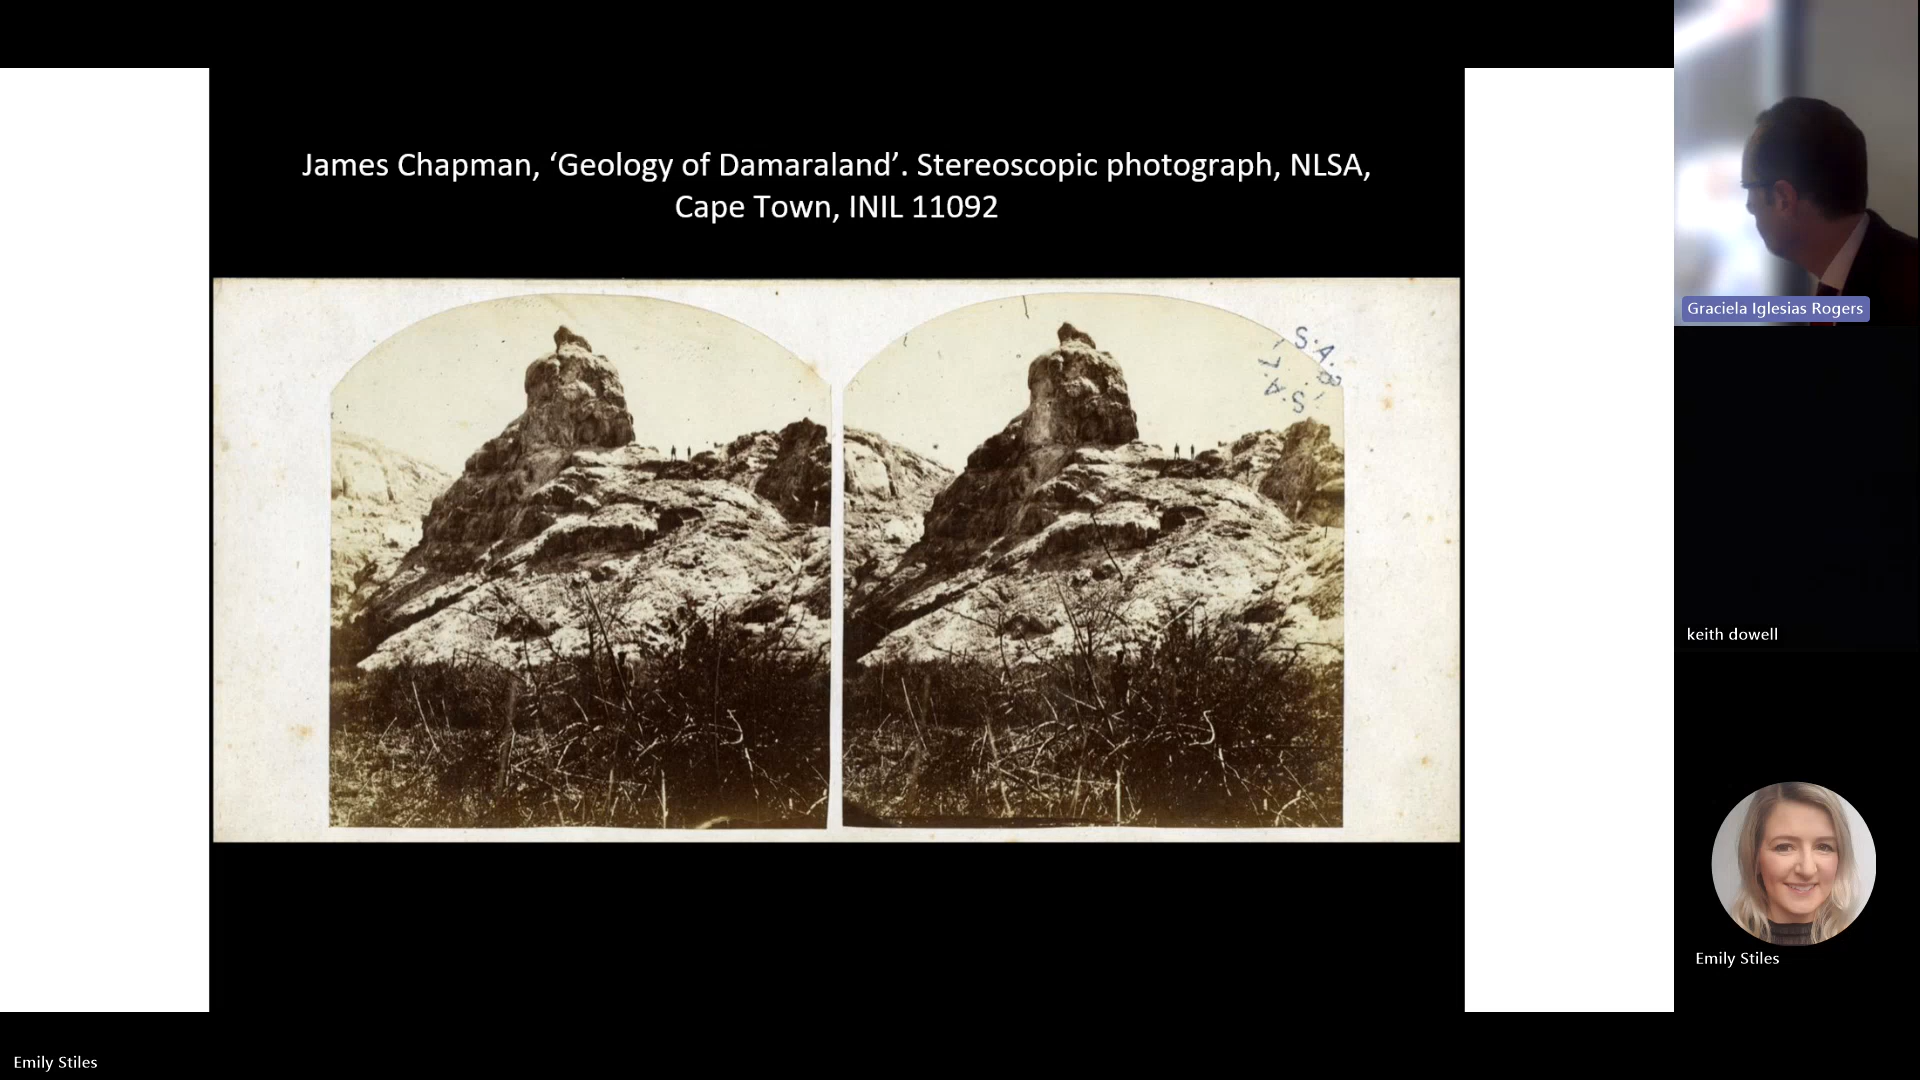 James Chapman, ‘Geology of Damaraland’. Stereoscopic photograph, NLSA,
Cape Town, INIL 11092
S.A.B.
S.A.L.
Graciela Iglesias Rogers
keith dowell
Emily Stiles
Emily Stiles